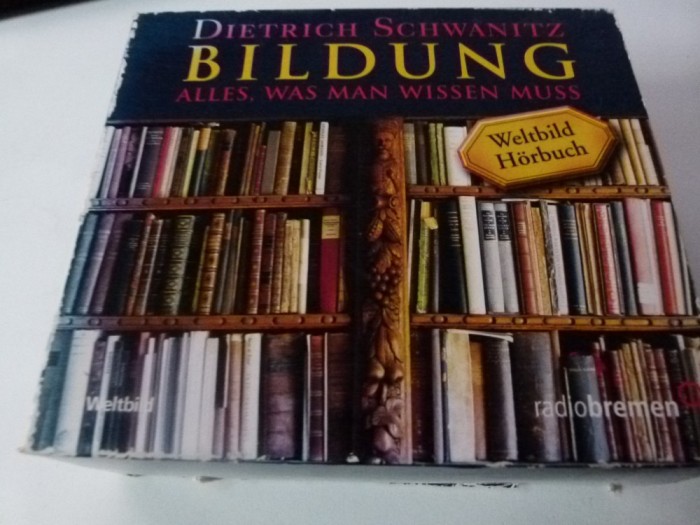 DIETRICH SCHWANITZ
BILDUNG
ALLES, WAS MAN WISSEN MUSS
Weltbild
Hörbuch
Weltbild
radiobremen